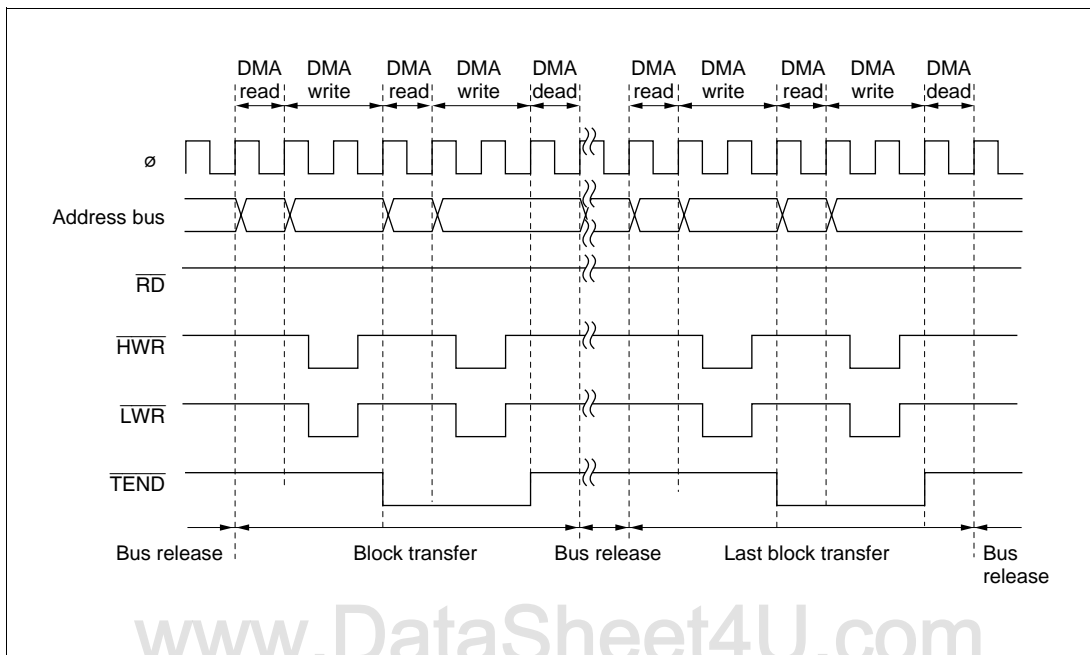 DMA read DMA write DMA read DMA write DMA dead DMA read DMA write DMA read DMA write DMA dead
ø
Address bus
RD
HWR
LWR
TEND
Bus release Block transfer Bus release Last block transfer Bus release
www.DataSheet4U.com